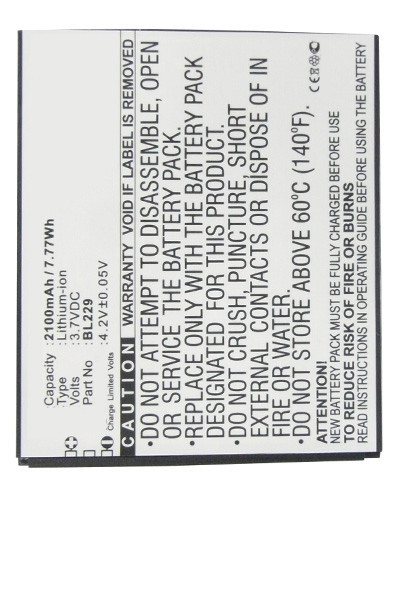 Capacity : 2100mAh / 7.77Wh
Type : Lithium-ion
Volts : 3.7VDC
Part No : BL229
Charge Limited Volts : 4.2V±0.05V
CAUTION WARRANTY VOID IF LABEL IS REMOVED
•DO NOT ATTEMPT TO DISASSEMBLE, OPEN
OR SERVICE THE BATTERY PACK.
•REPLACE ONLY WITH THE BATTERY PACK
DESIGNATED FOR THIS PRODUCT.
•DO NOT CRUSH, PUNCTURE, SHORT
EXTERNAL CONTACTS OR DISPOSE OF IN
FIRE OR WATER.
•DO NOT STORE ABOVE 60ºC (140ºF).
ATTENTION!
NEW BATTERY PACK MUST BE FULLY CHARGED BEFORE USE
TO REDUCE RISK OF FIRE OR BURNS
READ INSTRUCTIONS IN OPERATING GUIDE BEFORE USING THE BATTERY